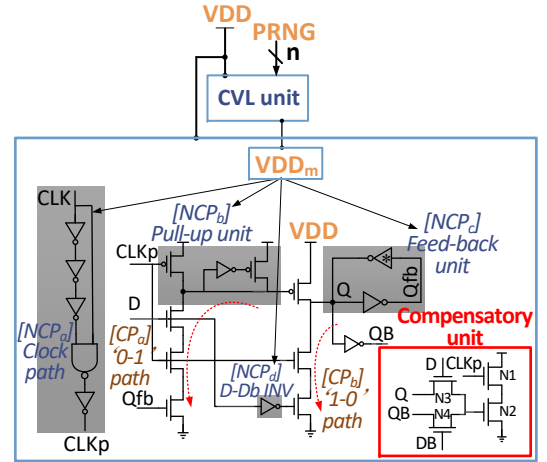 VDD
PRNG
n
CVL unit
VDDm
CLK
[NCPb]
Pull-up unit
VDD
[NCPc]
Feed-back
unit
CLKp
*
Q
Qfb
D
[NCPa]
Clock
path
[CPa]
'0-1'
path
QB
Compensatory
unit
[NCPd]
D-Db INV
[CPb]
'1-0'
path
Qfb
CLKp
D
CLKp
N1
Q
N3
QB
N4
N2
DB